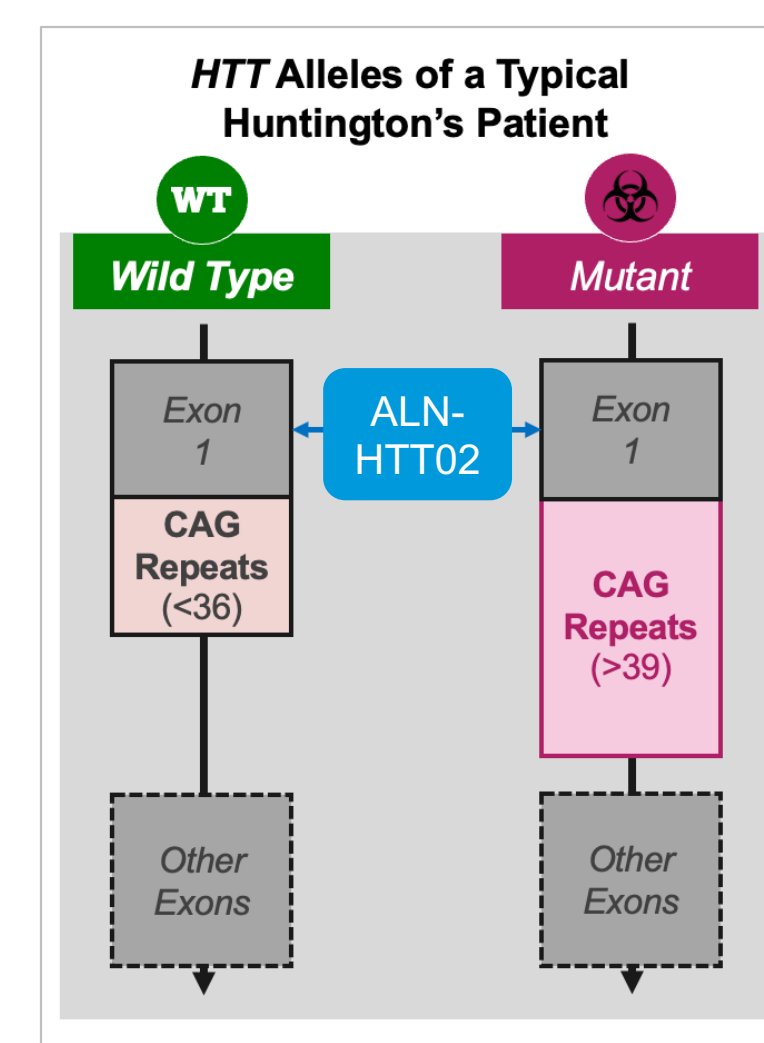 HTT Alleles of a Typical
Huntington’s Patient
WT
Wild Type
Mutant
Exon
1
ALN-
HTT02
Exon
1
CAG
Repeats
(<36)
CAG
Repeats
(>39)
Other
Exons
Other
Exons